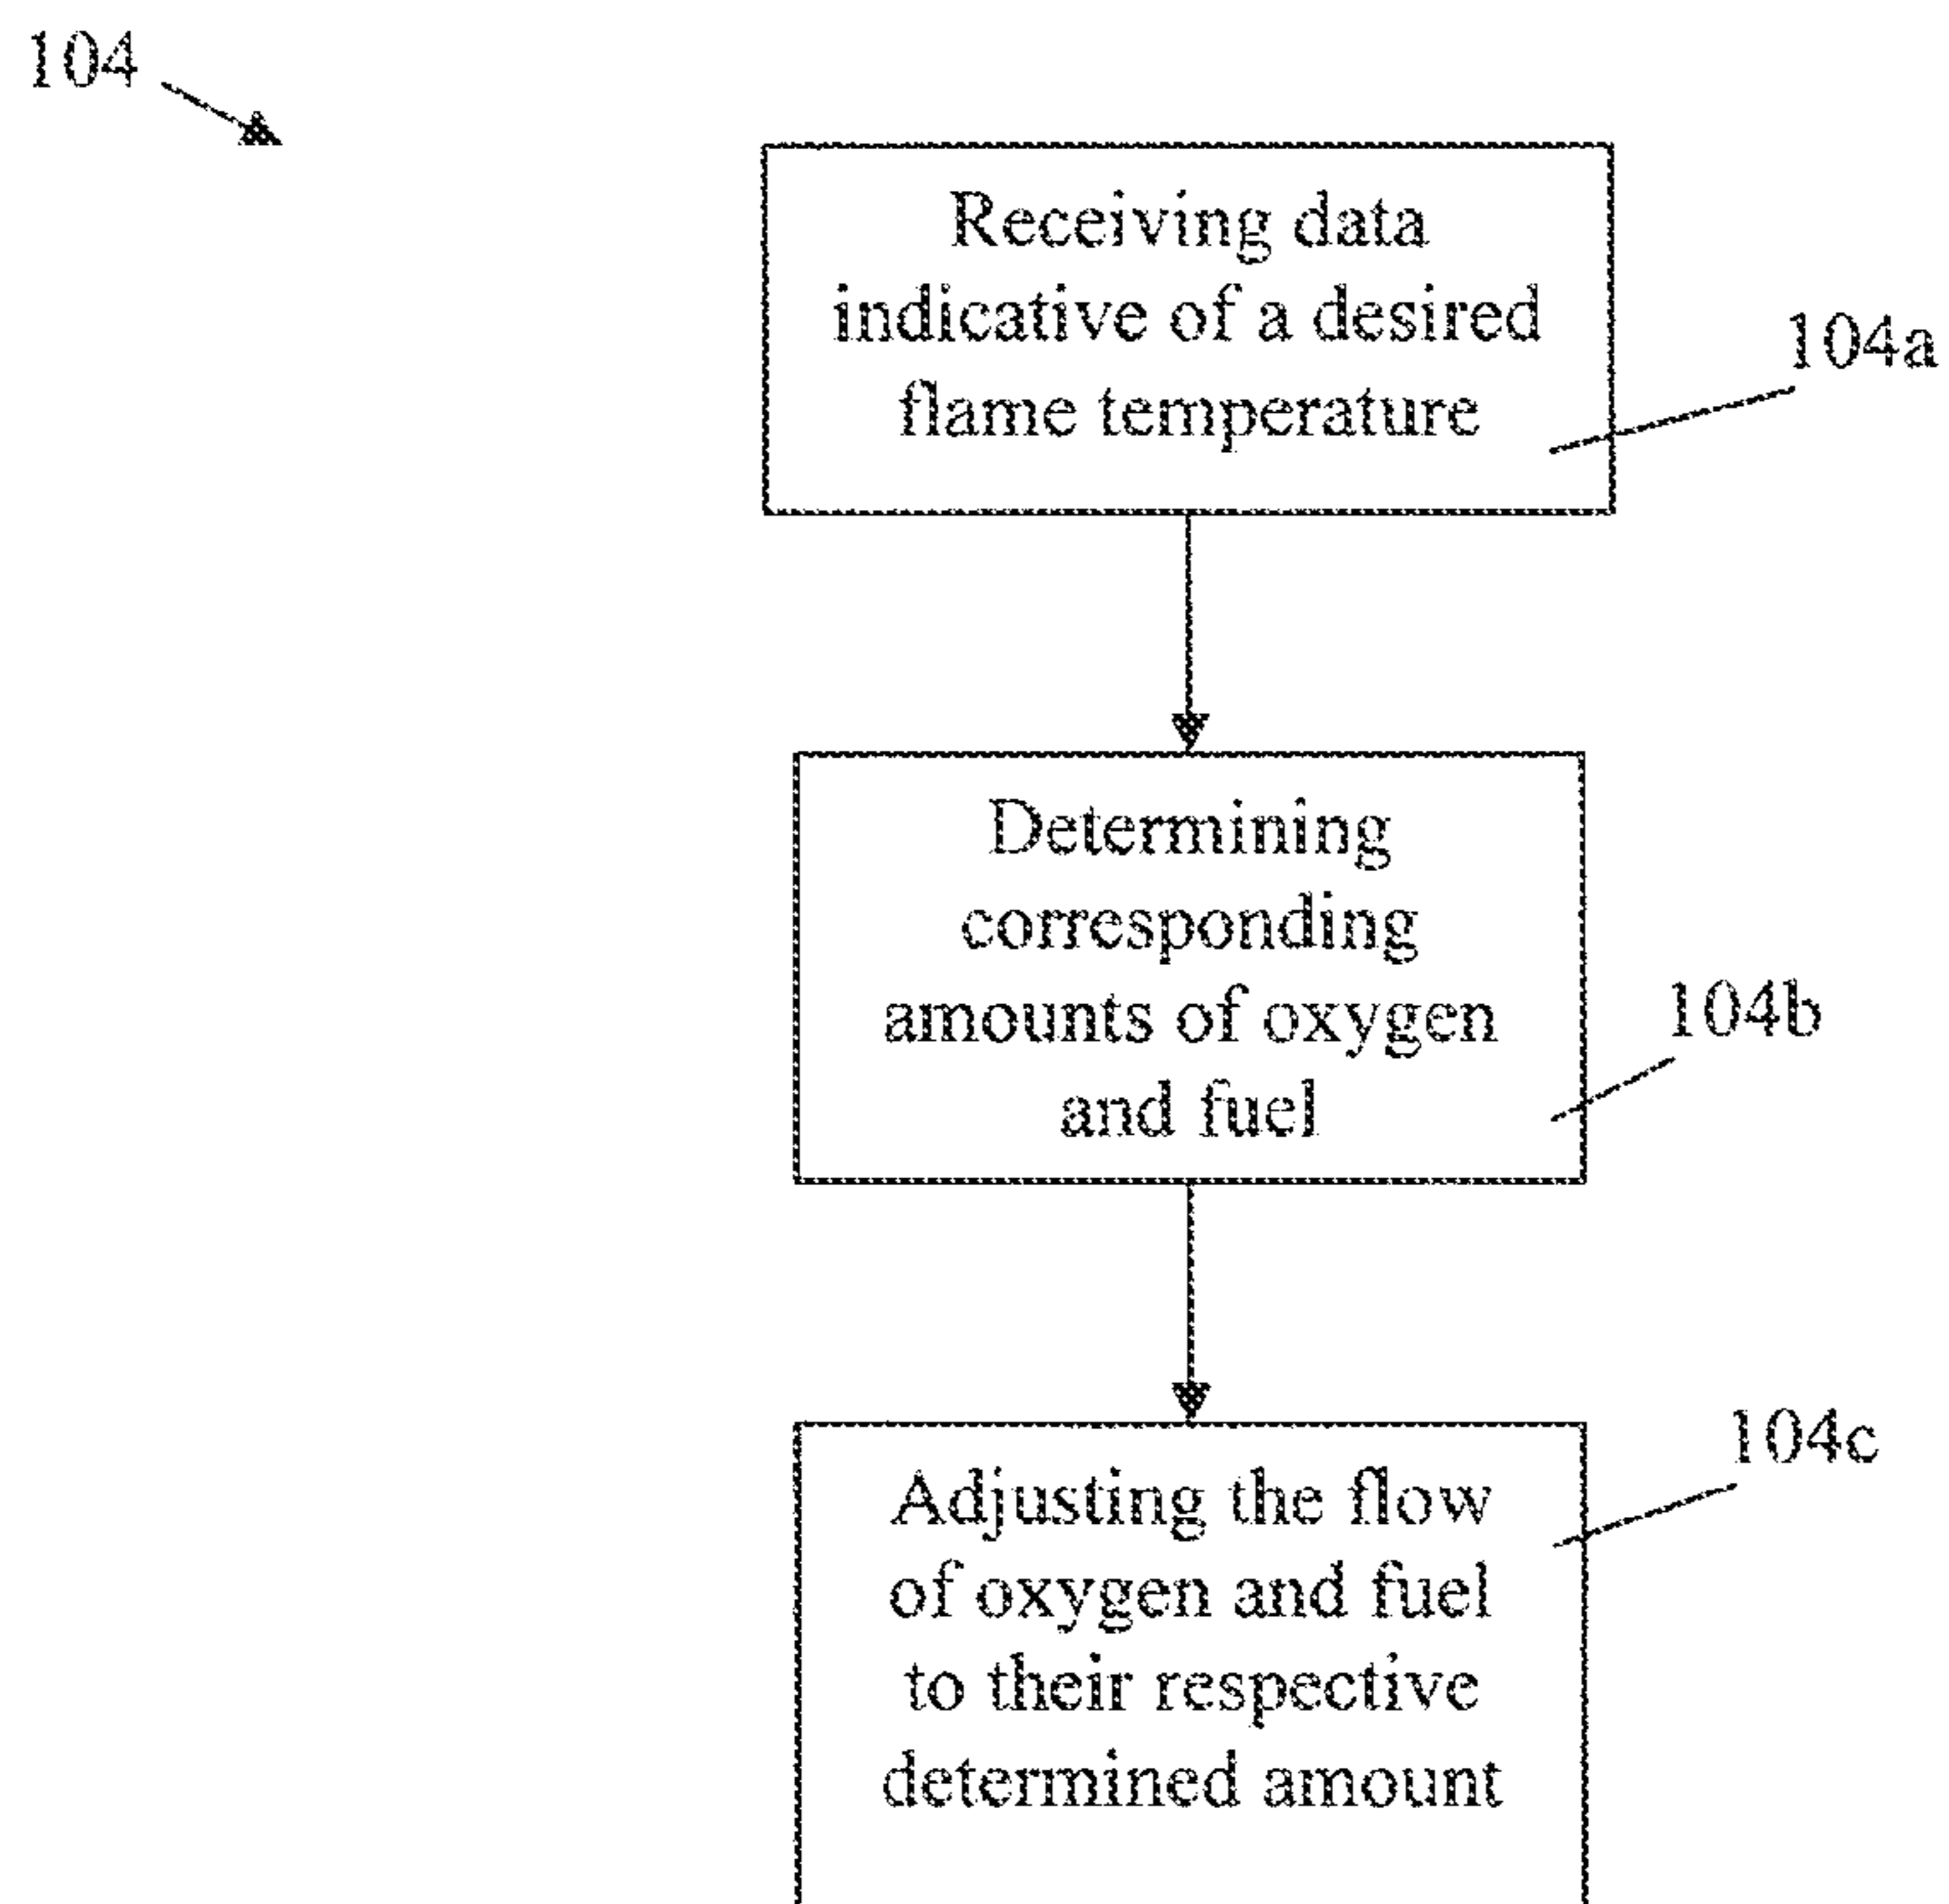 104
Receiving data
indicative of a desired
flame temperature
104a
Determining
corresponding
amounts of oxygen
and fuel
104b
Adjusting the flow
of oxygen and fuel
to their respective
determined amount
104c